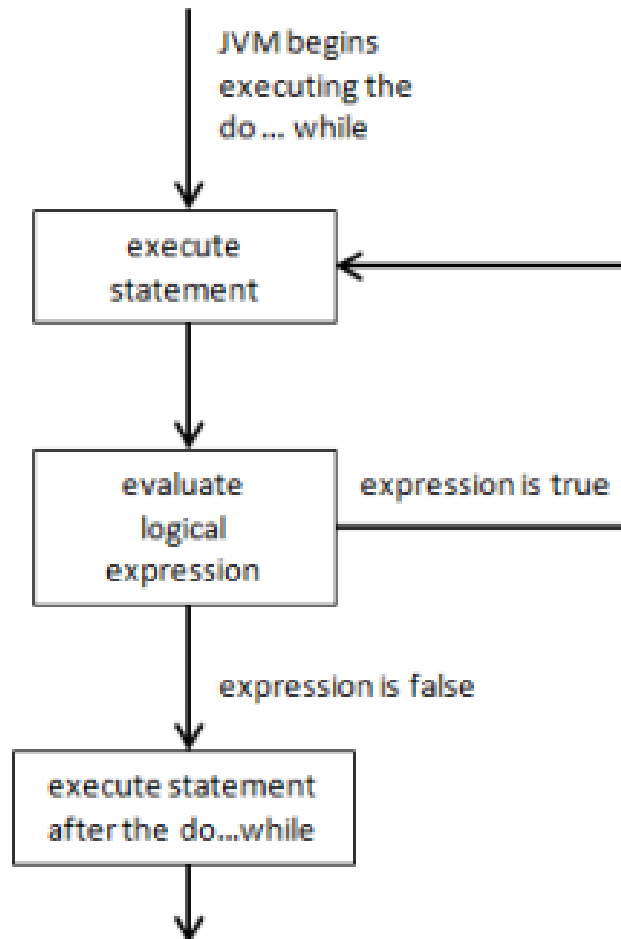 JVM begins
executing the
do ... while
execute
statement
evaluate
logical
expression
expression is true
expression is false
execute statement
after the do...while